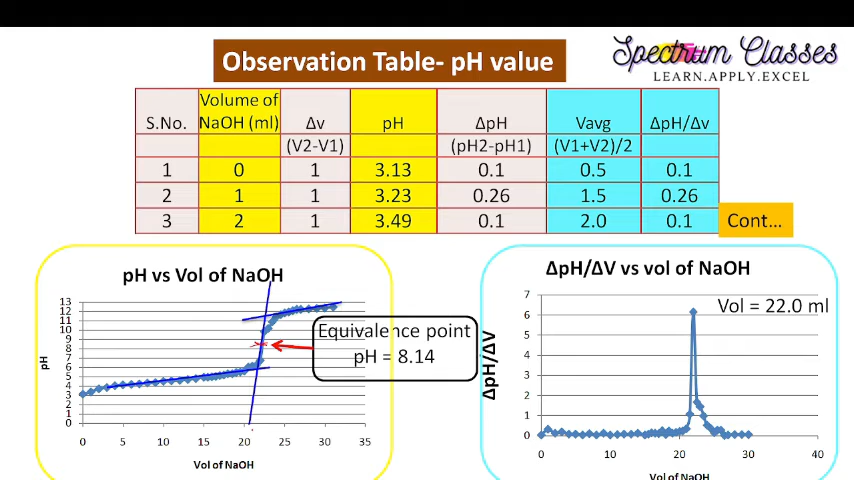 Observation Table- pH value
Spectrum Classes
LEARN.APPLY.EXCEL
S.No. Volume of NaOH (ml) Δv pH ΔpH Vavg ΔpH/Δv
(V2-V1) (pH2-pH1) (V1+V2)/2
1 0 1 3.13 0.1 0.5 0.1
2 1 1 3.23 0.26 1.5 0.26
3 2 1 3.49 0.1 2.0 0.1
Cont...
pH vs Vol of NaOH
13
12
11
10
9
8
7
6
5
4
3
2
1
0
pH
0 5 10 15 20 25 30 35
Vol of NaOH
Equivalence point
pH = 8.14
ΔpH/ΔV vs vol of NaOH
Vol = 22.0 ml
7
6
5
4
3
2
1
0
ΔpH/ΔV
0 10 20 30 40
Vol of NaOH